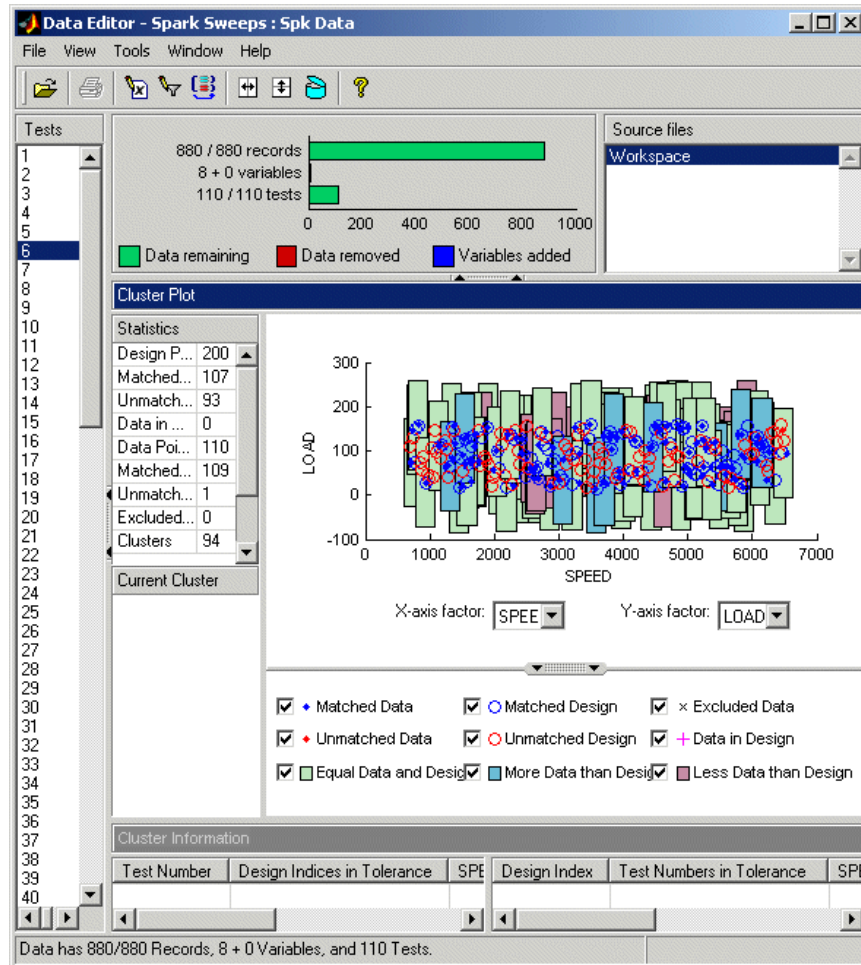 Data Editor - Spark Sweeps : Spk Data
File View Tools Window Help
Tests
1
2
3
4
5
6
7
8
9
10
11
12
13
14
15
16
17
18
19
20
21
22
23
24
25
26
27
28
29
30
31
32
33
34
35
36
37
38
39
40
880 / 880 records
8 + 0 variables
110 / 110 tests
0 200 400 600 800 1000
Data remaining Data removed Variables added
Source files
Workspace
Cluster Plot
Statistics
Design P... 200
Matched... 107
Unmatch... 93
Data in ... 0
Data Poi... 110
Matched... 109
Unmatch... 1
Excluded... 0
Clusters 94
Current Cluster
300
200
100
0
-100
LOAD
0 1000 2000 3000 4000 5000 6000 7000
SPEED
X-axis factor: SPEE Y-axis factor: LOAD
Matched Data Matched Design Excluded Data
Unmatched Data Unmatched Design Data in Design
Equal Data and Desig More Data than Desig Less Data than Design
Cluster Information
Test Number Design Indices in Tolerance SPE Design Index Test Numbers in Tolerance SPE
Data has 880/880 Records, 8 + 0 Variables, and 110 Tests.